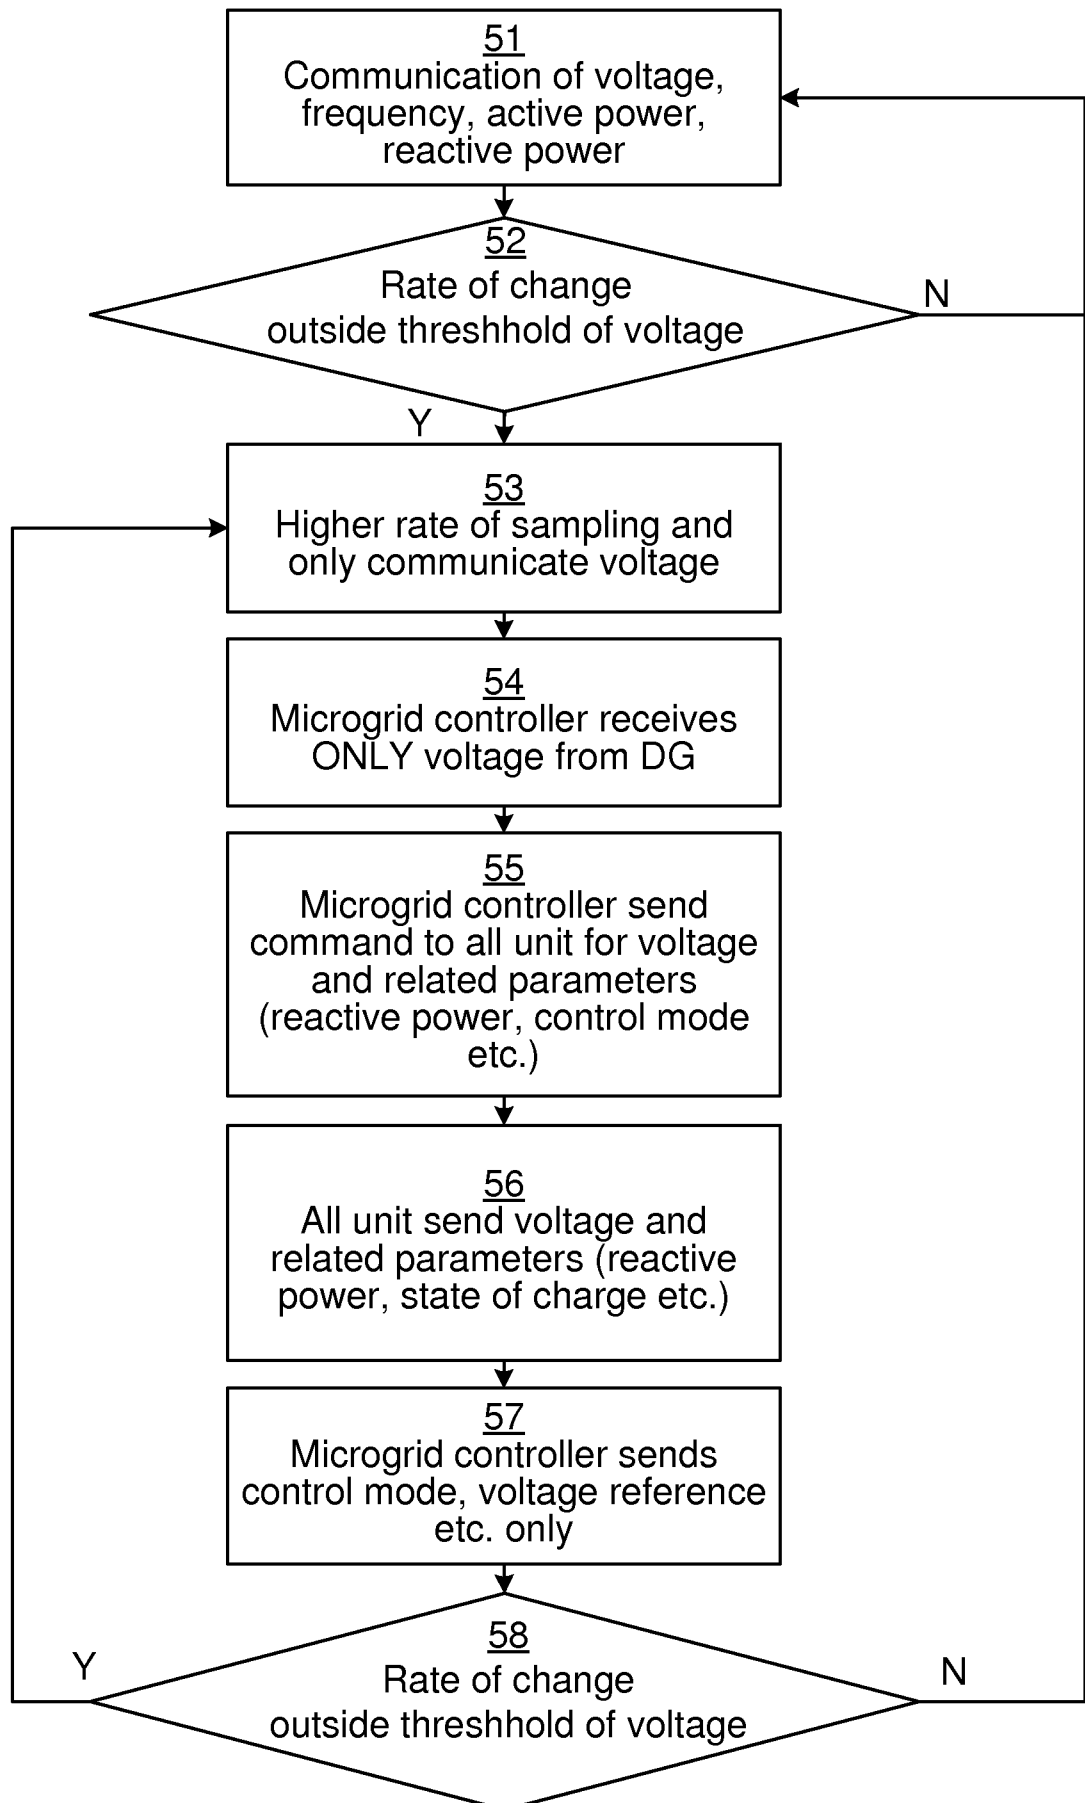 51
Communication of voltage,
frequency, active power,
reactive power
52
Rate of change
outside threshhold of voltage
N
Y
53
Higher rate of sampling and
only communicate voltage
54
Microgrid controller receives
ONLY voltage from DG
55
Microgrid controller send
command to all unit for voltage
and related parameters
(reactive power, control mode
etc.)
56
All unit send voltage and
related parameters (reactive
power, state of charge etc.)
57
Microgrid controller sends
control mode, voltage reference
etc. only
58
Rate of change
outside threshhold of voltage
Y
N